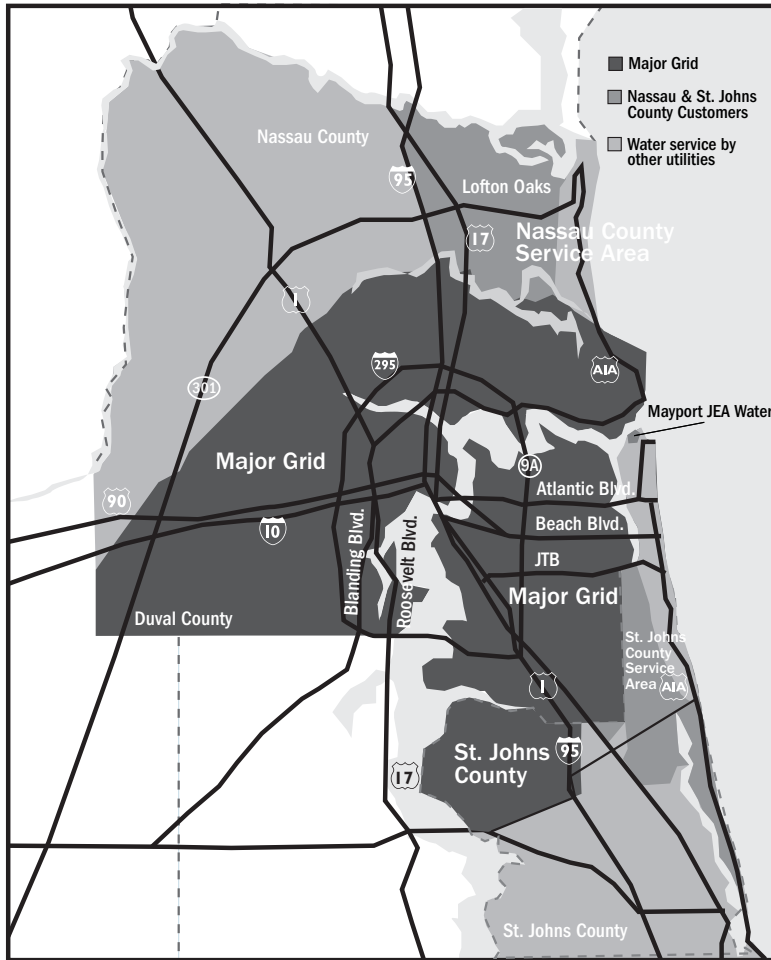 Major Grid
Nassau & St. Johns
County Customers
Water service by
other utilities
Nassau County
95
Lofton Oaks
17
Nassau County
Service Area
1
295
A1A
301
Mayport JEA Water
Major Grid
9A
90
Atlantic Blvd.
10
Beach Blvd.
Blanding Blvd.
Roosevelt Blvd.
JTB
Major Grid
Duval County
St. Johns
County
Service
Area
A1A
1
95
St. Johns
County
17
St. Johns County